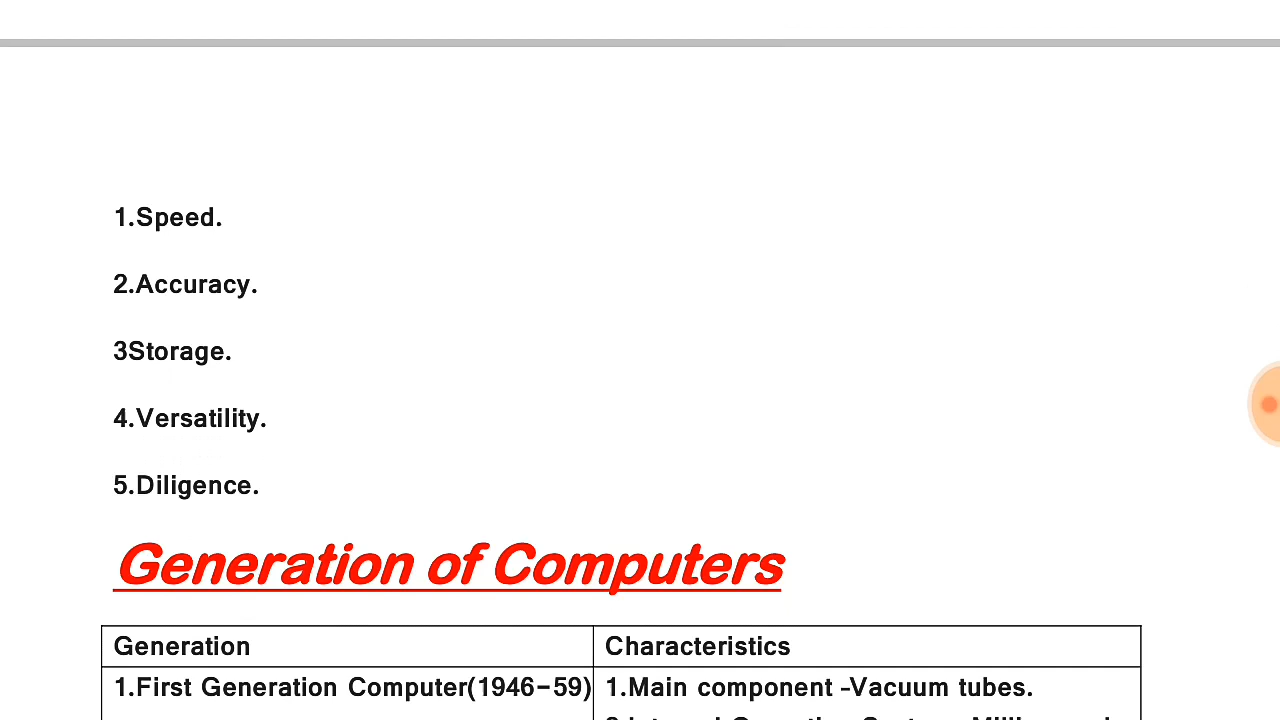 1.Speed.
2.Accuracy.
3Storage.
4.Versatility.
5.Diligence.
Generation of Computers
Generation Characteristics
1.First Generation Computer(1946-59) 1.Main component -Vacuum tubes.